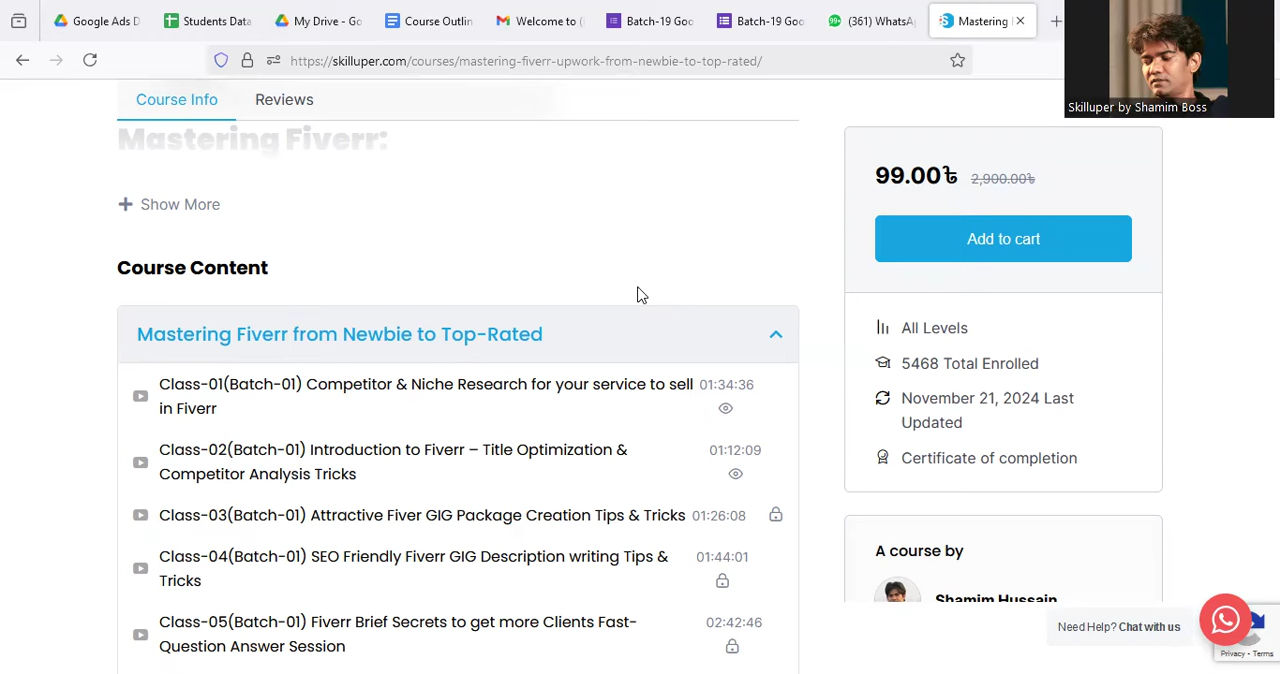 Google Ads D
Students Data
My Drive - Go
Course Outlin
Welcome to (
Batch-19 Goo
Batch-19 Goo
99+
(361) WhatsA
Mastering
https://skilluper.com/courses/mastering-fiverr-upwork-from-newbie-to-top-rated/
Skilluper by Shamim Boss
Course Info
Reviews
Mastering Fiverr:
Show More
Course Content
Mastering Fiverr from Newbie to Top-Rated
Class-01(Batch-01) Competitor & Niche Research for your service to sell
in Fiverr
01:34:36
Class-02(Batch-01) Introduction to Fiverr – Title Optimization &
Competitor Analysis Tricks
01:12:09
Class-03(Batch-01) Attractive Fiver GIG Package Creation Tips & Tricks
01:26:08
Class-04(Batch-01) SEO Friendly Fiverr GIG Description writing Tips &
Tricks
01:44:01
Class-05(Batch-01) Fiverr Brief Secrets to get more Clients Fast-
Question Answer Session
02:42:46
99.00৳ 2,900.00৳
Add to cart
All Levels
5468 Total Enrolled
November 21, 2024 Last
Updated
Certificate of completion
A course by
Shamim Hussain
Need Help? Chat with us
Privacy - Terms